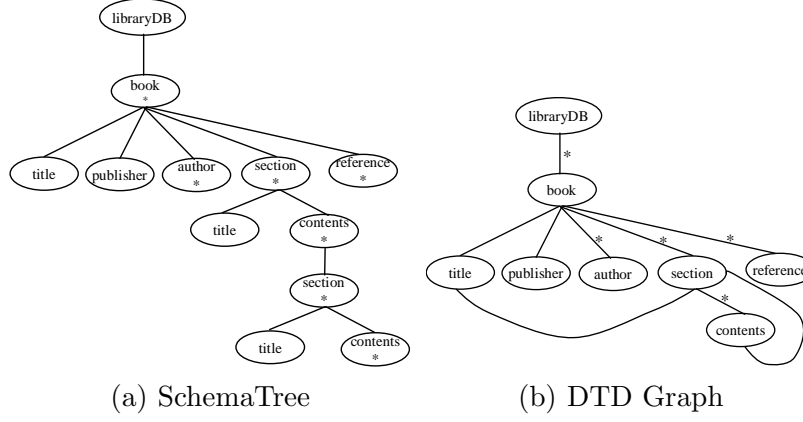 libraryDB
book
*
title
publisher
author
*
section
*
reference
*
title
contents
*
section
*
title
contents
*
(a) SchemaTree
libraryDB
*
book
*
*
*
title
publisher
author
section
reference
*
contents
(b) DTD Graph